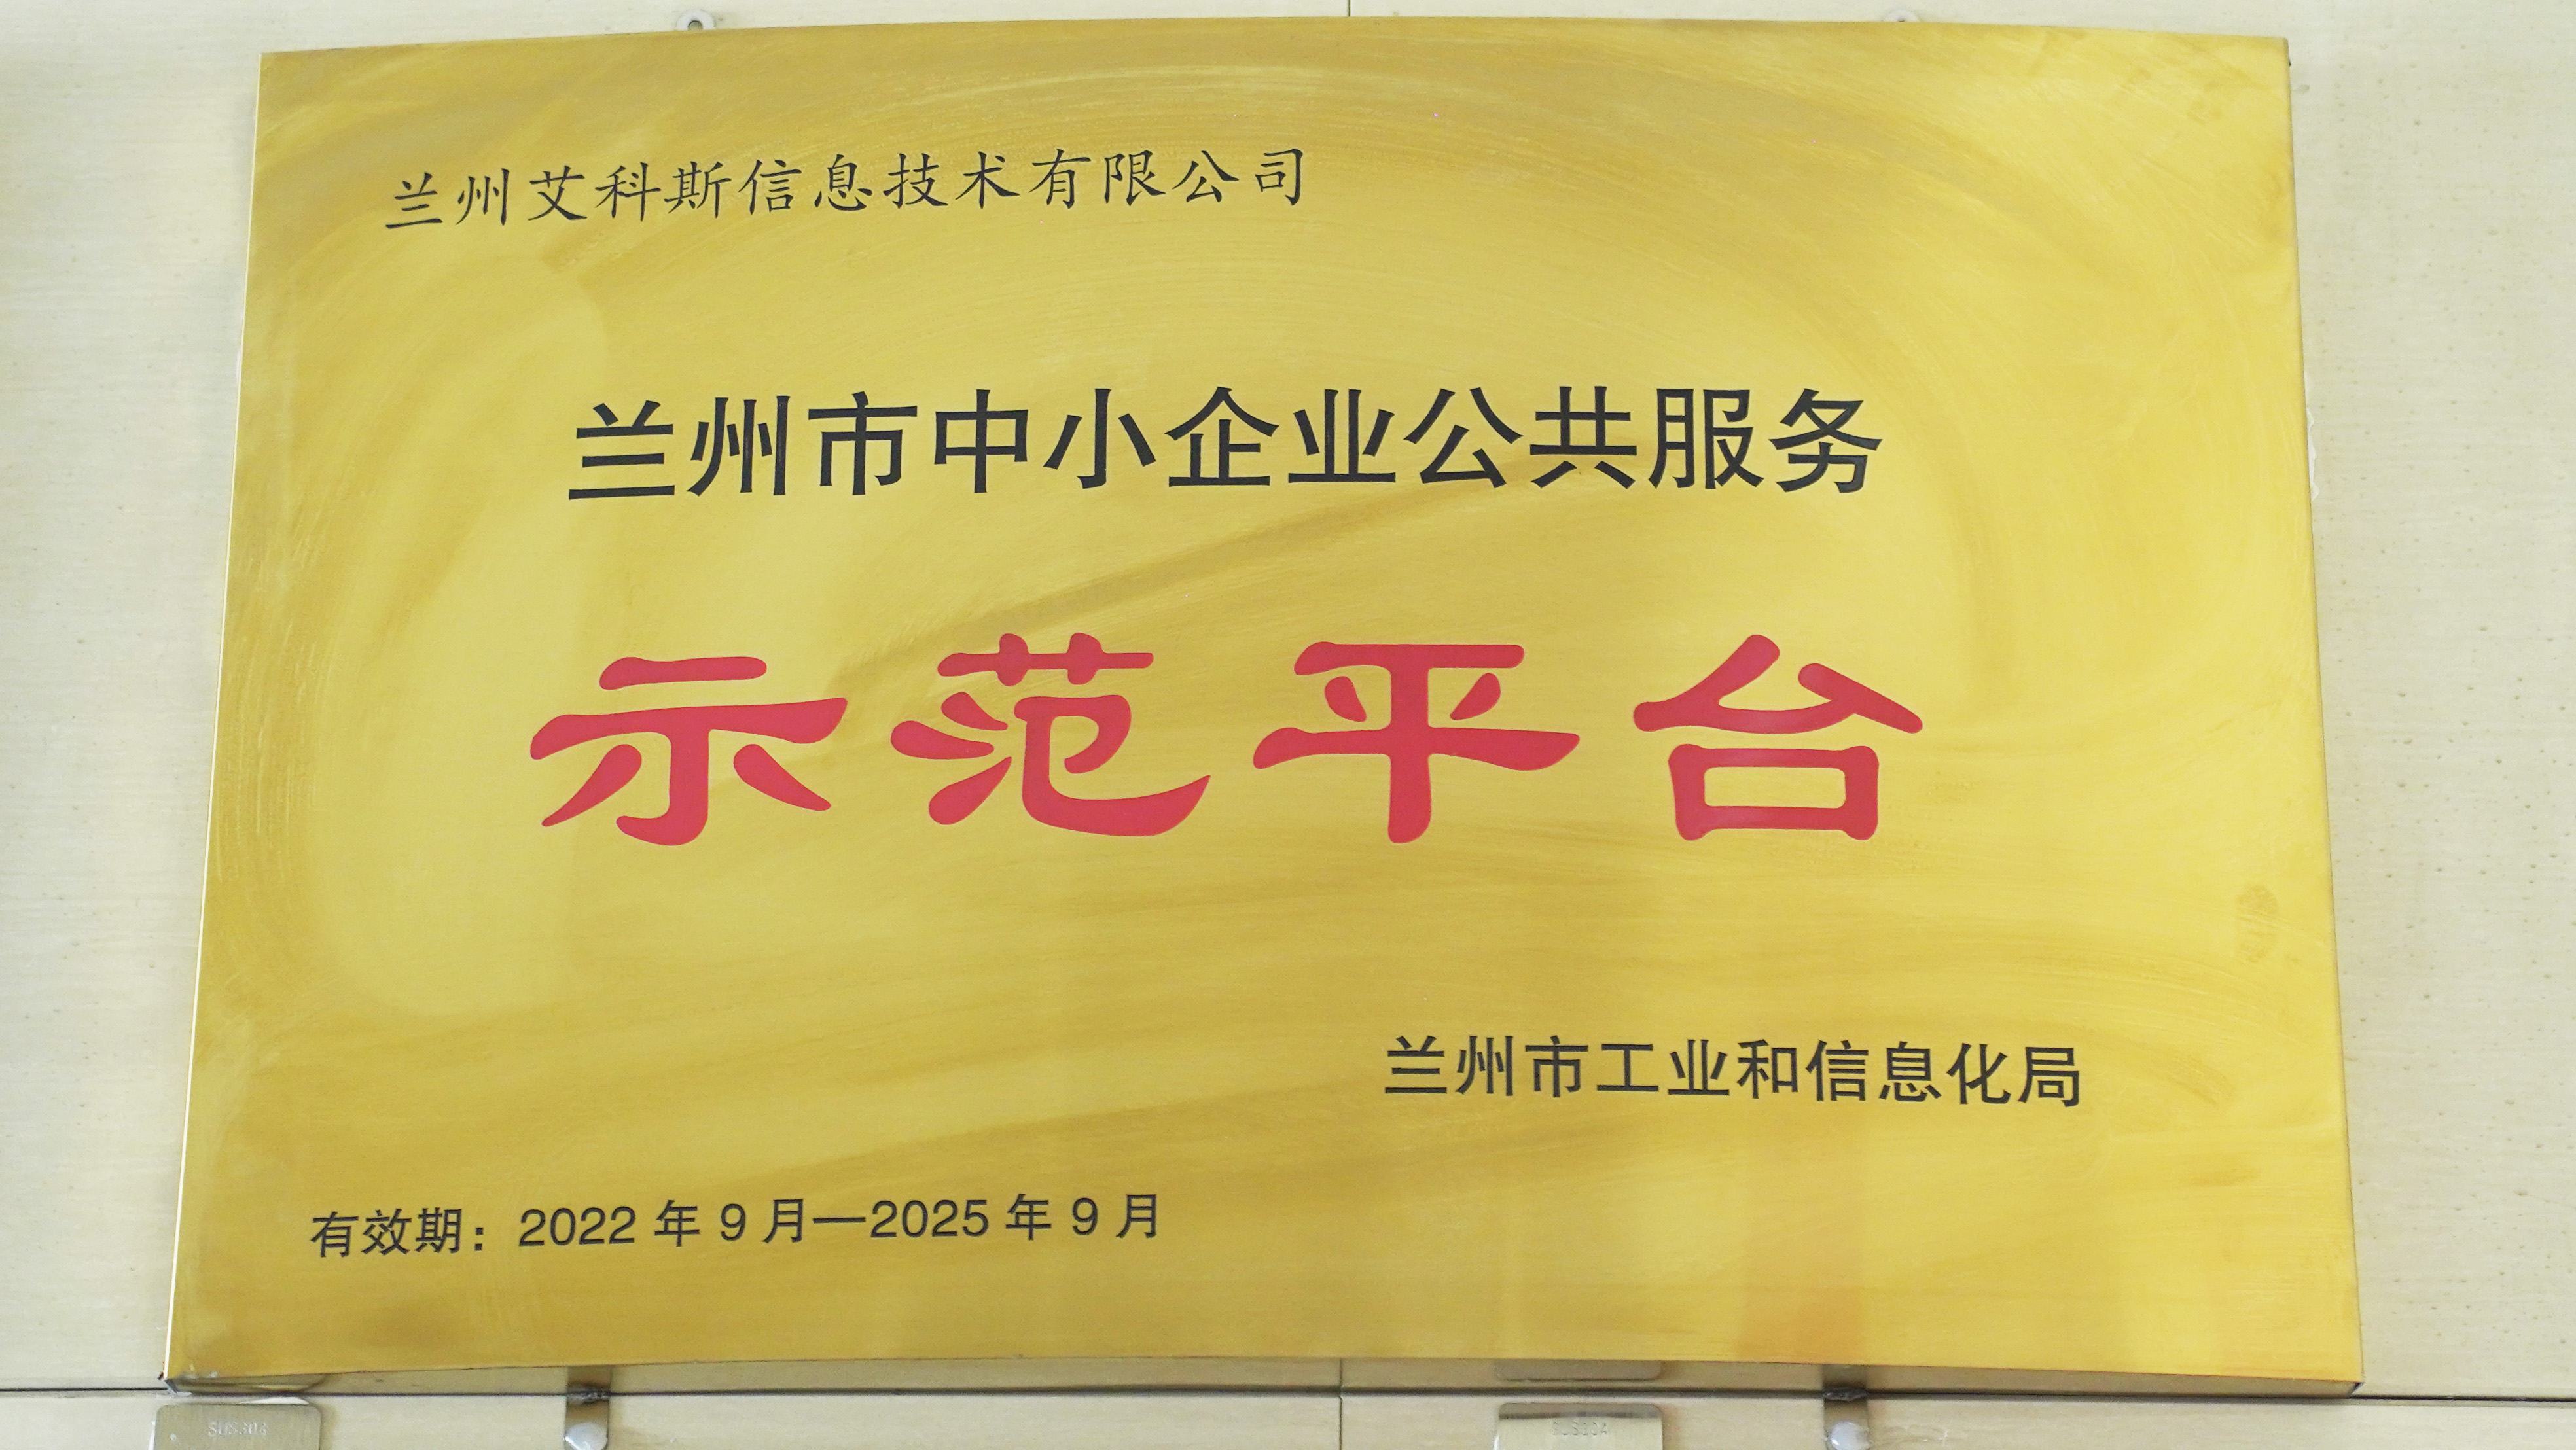 兰州艾科斯信息技术有限公司
兰州市中小企业公共服务
示范平台
兰州市工业和信息化局
有效期：2022年9月—2025年9月